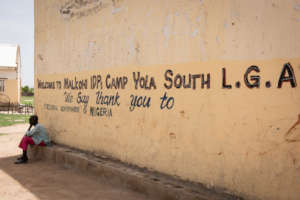 WELCOME TO MALKOHI IDP, CAMP YOLA SOUTH L.G.A
We Say Thank you to
FEDERAL GOVERNMENT OF NIGERIA